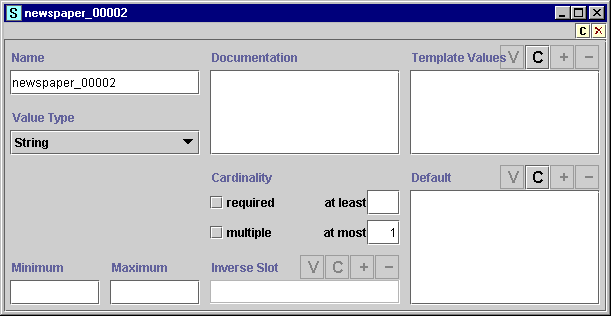 S newspaper_00002
C ×
Name Documentation Template Values V C + −
newspaper_00002
Value Type
String
Cardinality Default V C + −
required at least
multiple at most 1
Minimum Maximum Inverse Slot V C + −